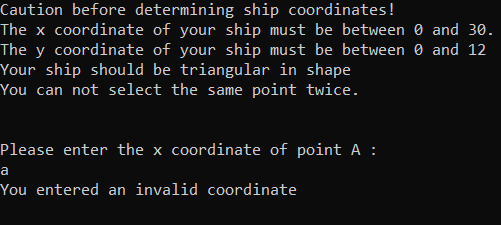 Caution before determining ship coordinates!
The x coordinate of your ship must be between 0 and 30.
The y coordinate of your ship must be between 0 and 12
Your ship should be triangular in shape
You can not select the same point twice.
Please enter the x coordinate of point A :
a
You entered an invalid coordinate